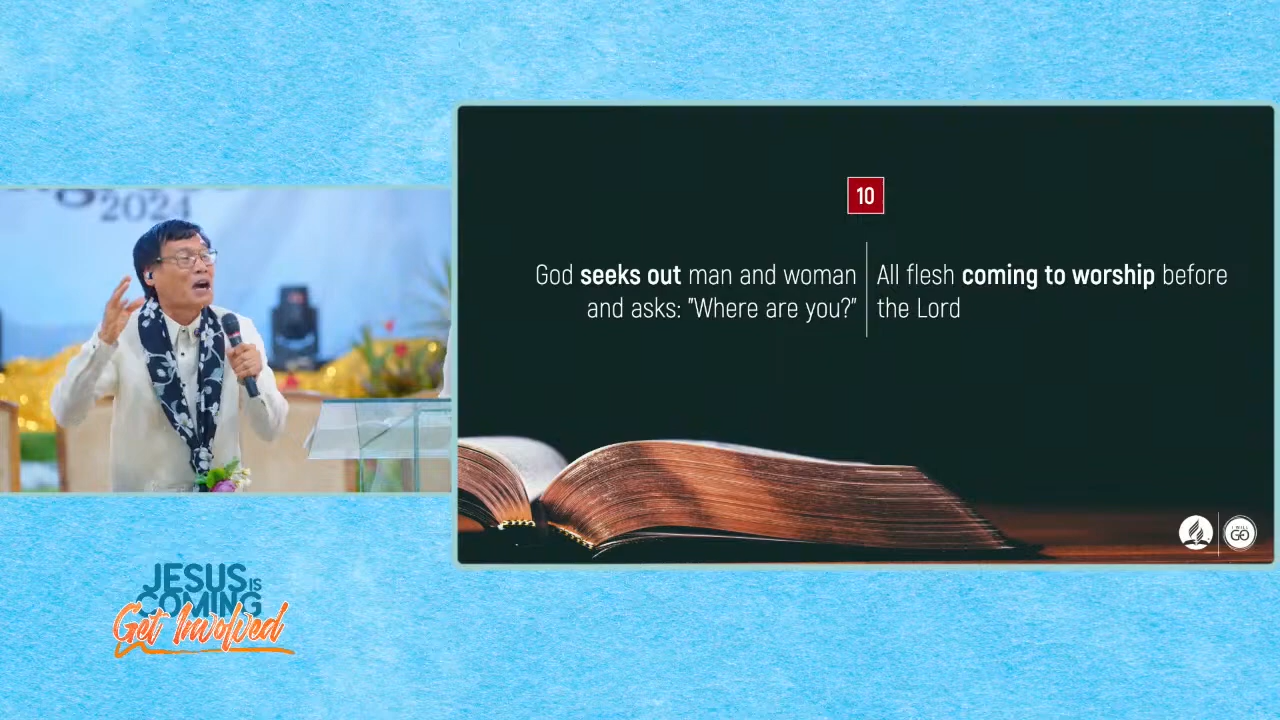 2024
10
God seeks out man and woman
and asks: "Where are you?"
All flesh coming to worship before
the Lord
I WILL
GO
JESUS IS
COMING
Get Involved